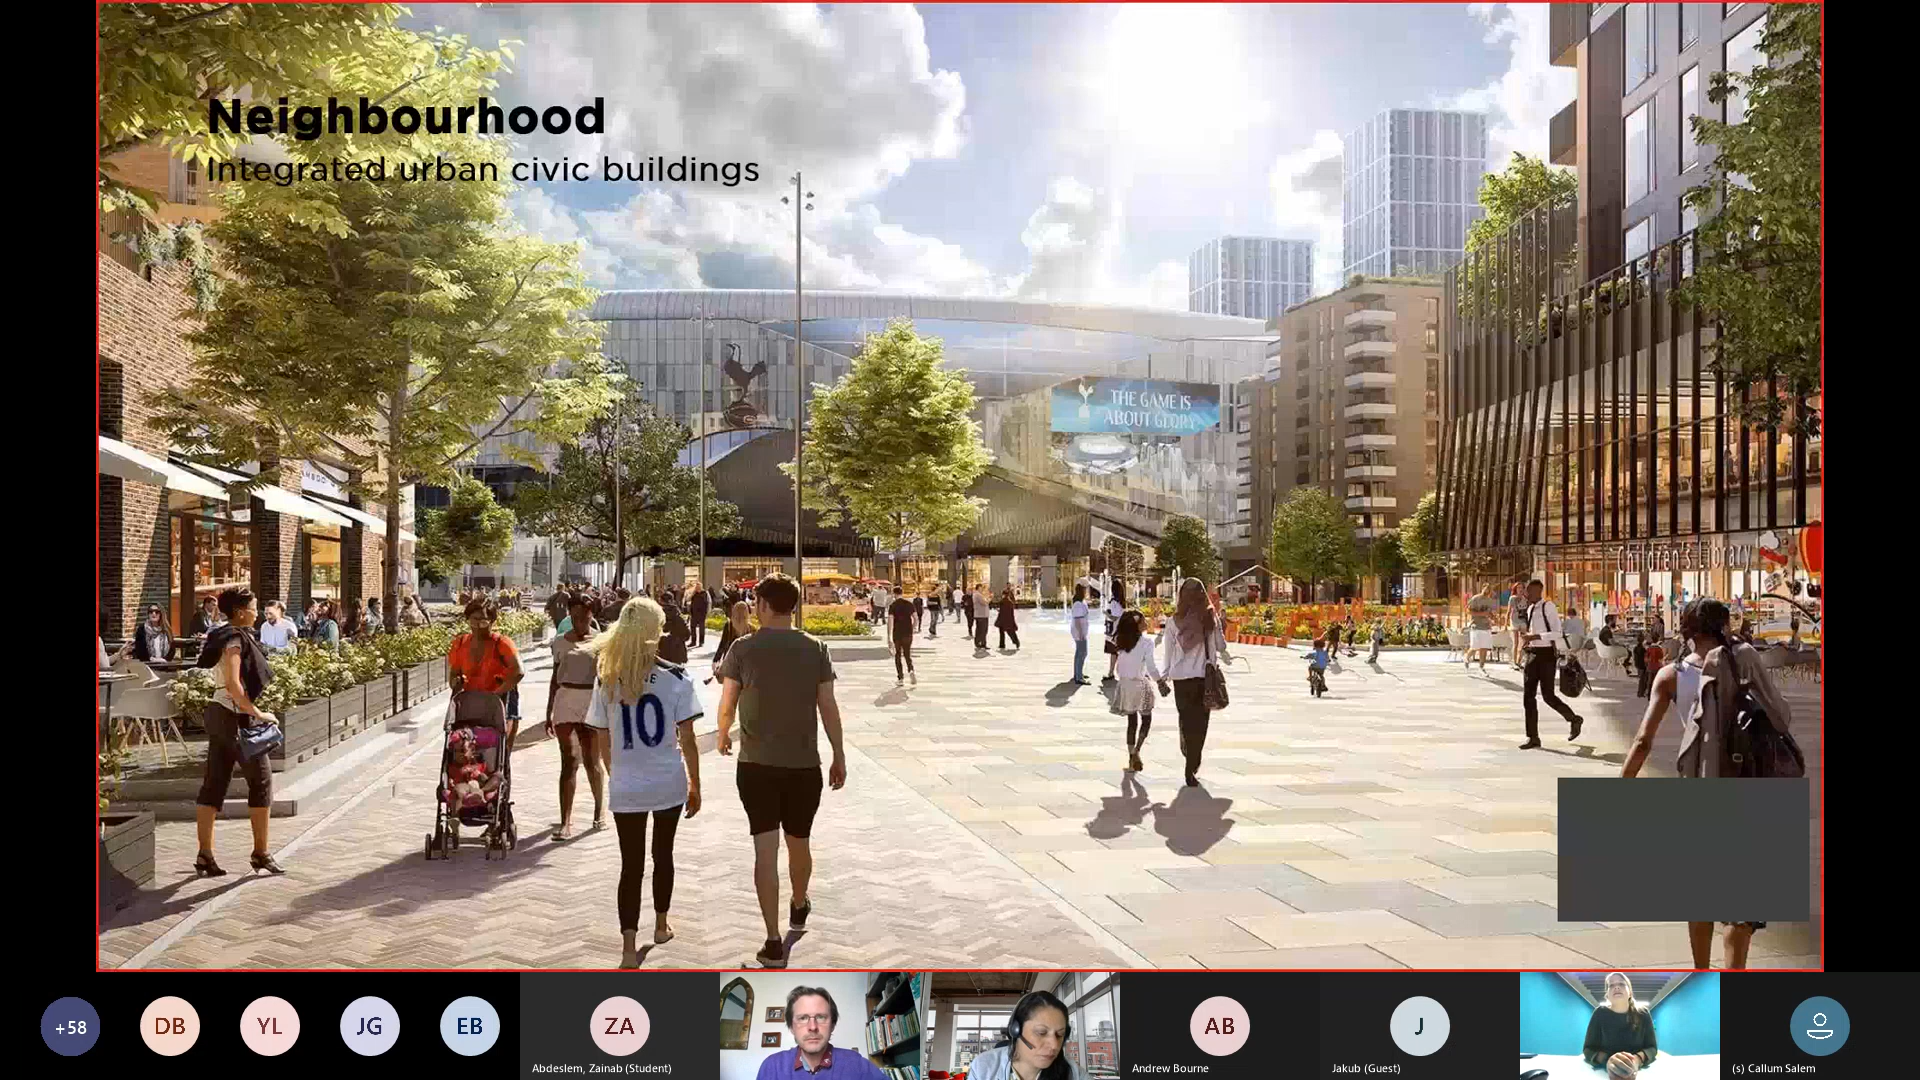 Neighbourhood
Integrated urban civic buildings
THE GAME IS
ABOUT GLORY
Children's Library
10
+58
DB
YL
JG
EB
ZA
Abdeslem, Zainab (Student)
AB
Andrew Bourne
J
Jakub (Guest)
(s) Callum Salem